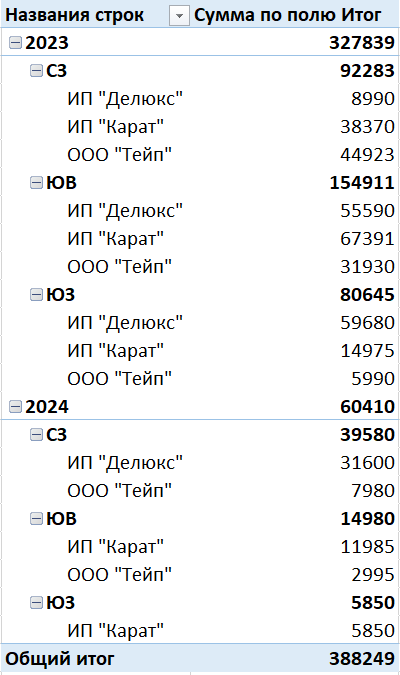 Названия строк Сумма по полю Итог
2023 327839
СЗ 92283
ИП "Делюкс" 8990
ИП "Карат" 38370
ООО "Тейп" 44923
ЮВ 154911
ИП "Делюкс" 55590
ИП "Карат" 67391
ООО "Тейп" 31930
ЮЗ 80645
ИП "Делюкс" 59680
ИП "Карат" 14975
ООО "Тейп" 5990
2024 60410
СЗ 39580
ИП "Делюкс" 31600
ООО "Тейп" 7980
ЮВ 14980
ИП "Карат" 11985
ООО "Тейп" 2995
ЮЗ 5850
ИП "Карат" 5850
Общий итог 388249